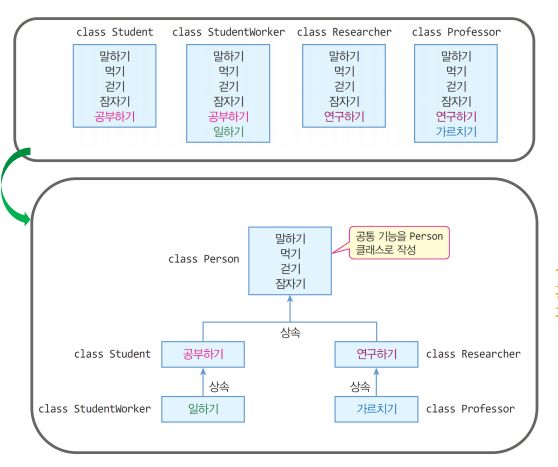 class Student
class StudentWorker
class Researcher
class Professor
말하기
먹기
걷기
잠자기
공부하기
말하기
먹기
걷기
잠자기
공부하기
일하기
말하기
먹기
걷기
잠자기
연구하기
말하기
먹기
걷기
잠자기
연구하기
가르치기
class Person
말하기
먹기
걷기
잠자기
공통 기능을 Person
클래스로 작성
상속
class Student
공부하기
연구하기
class Researcher
상속
상속
class StudentWorker
일하기
가르치기
class Professor